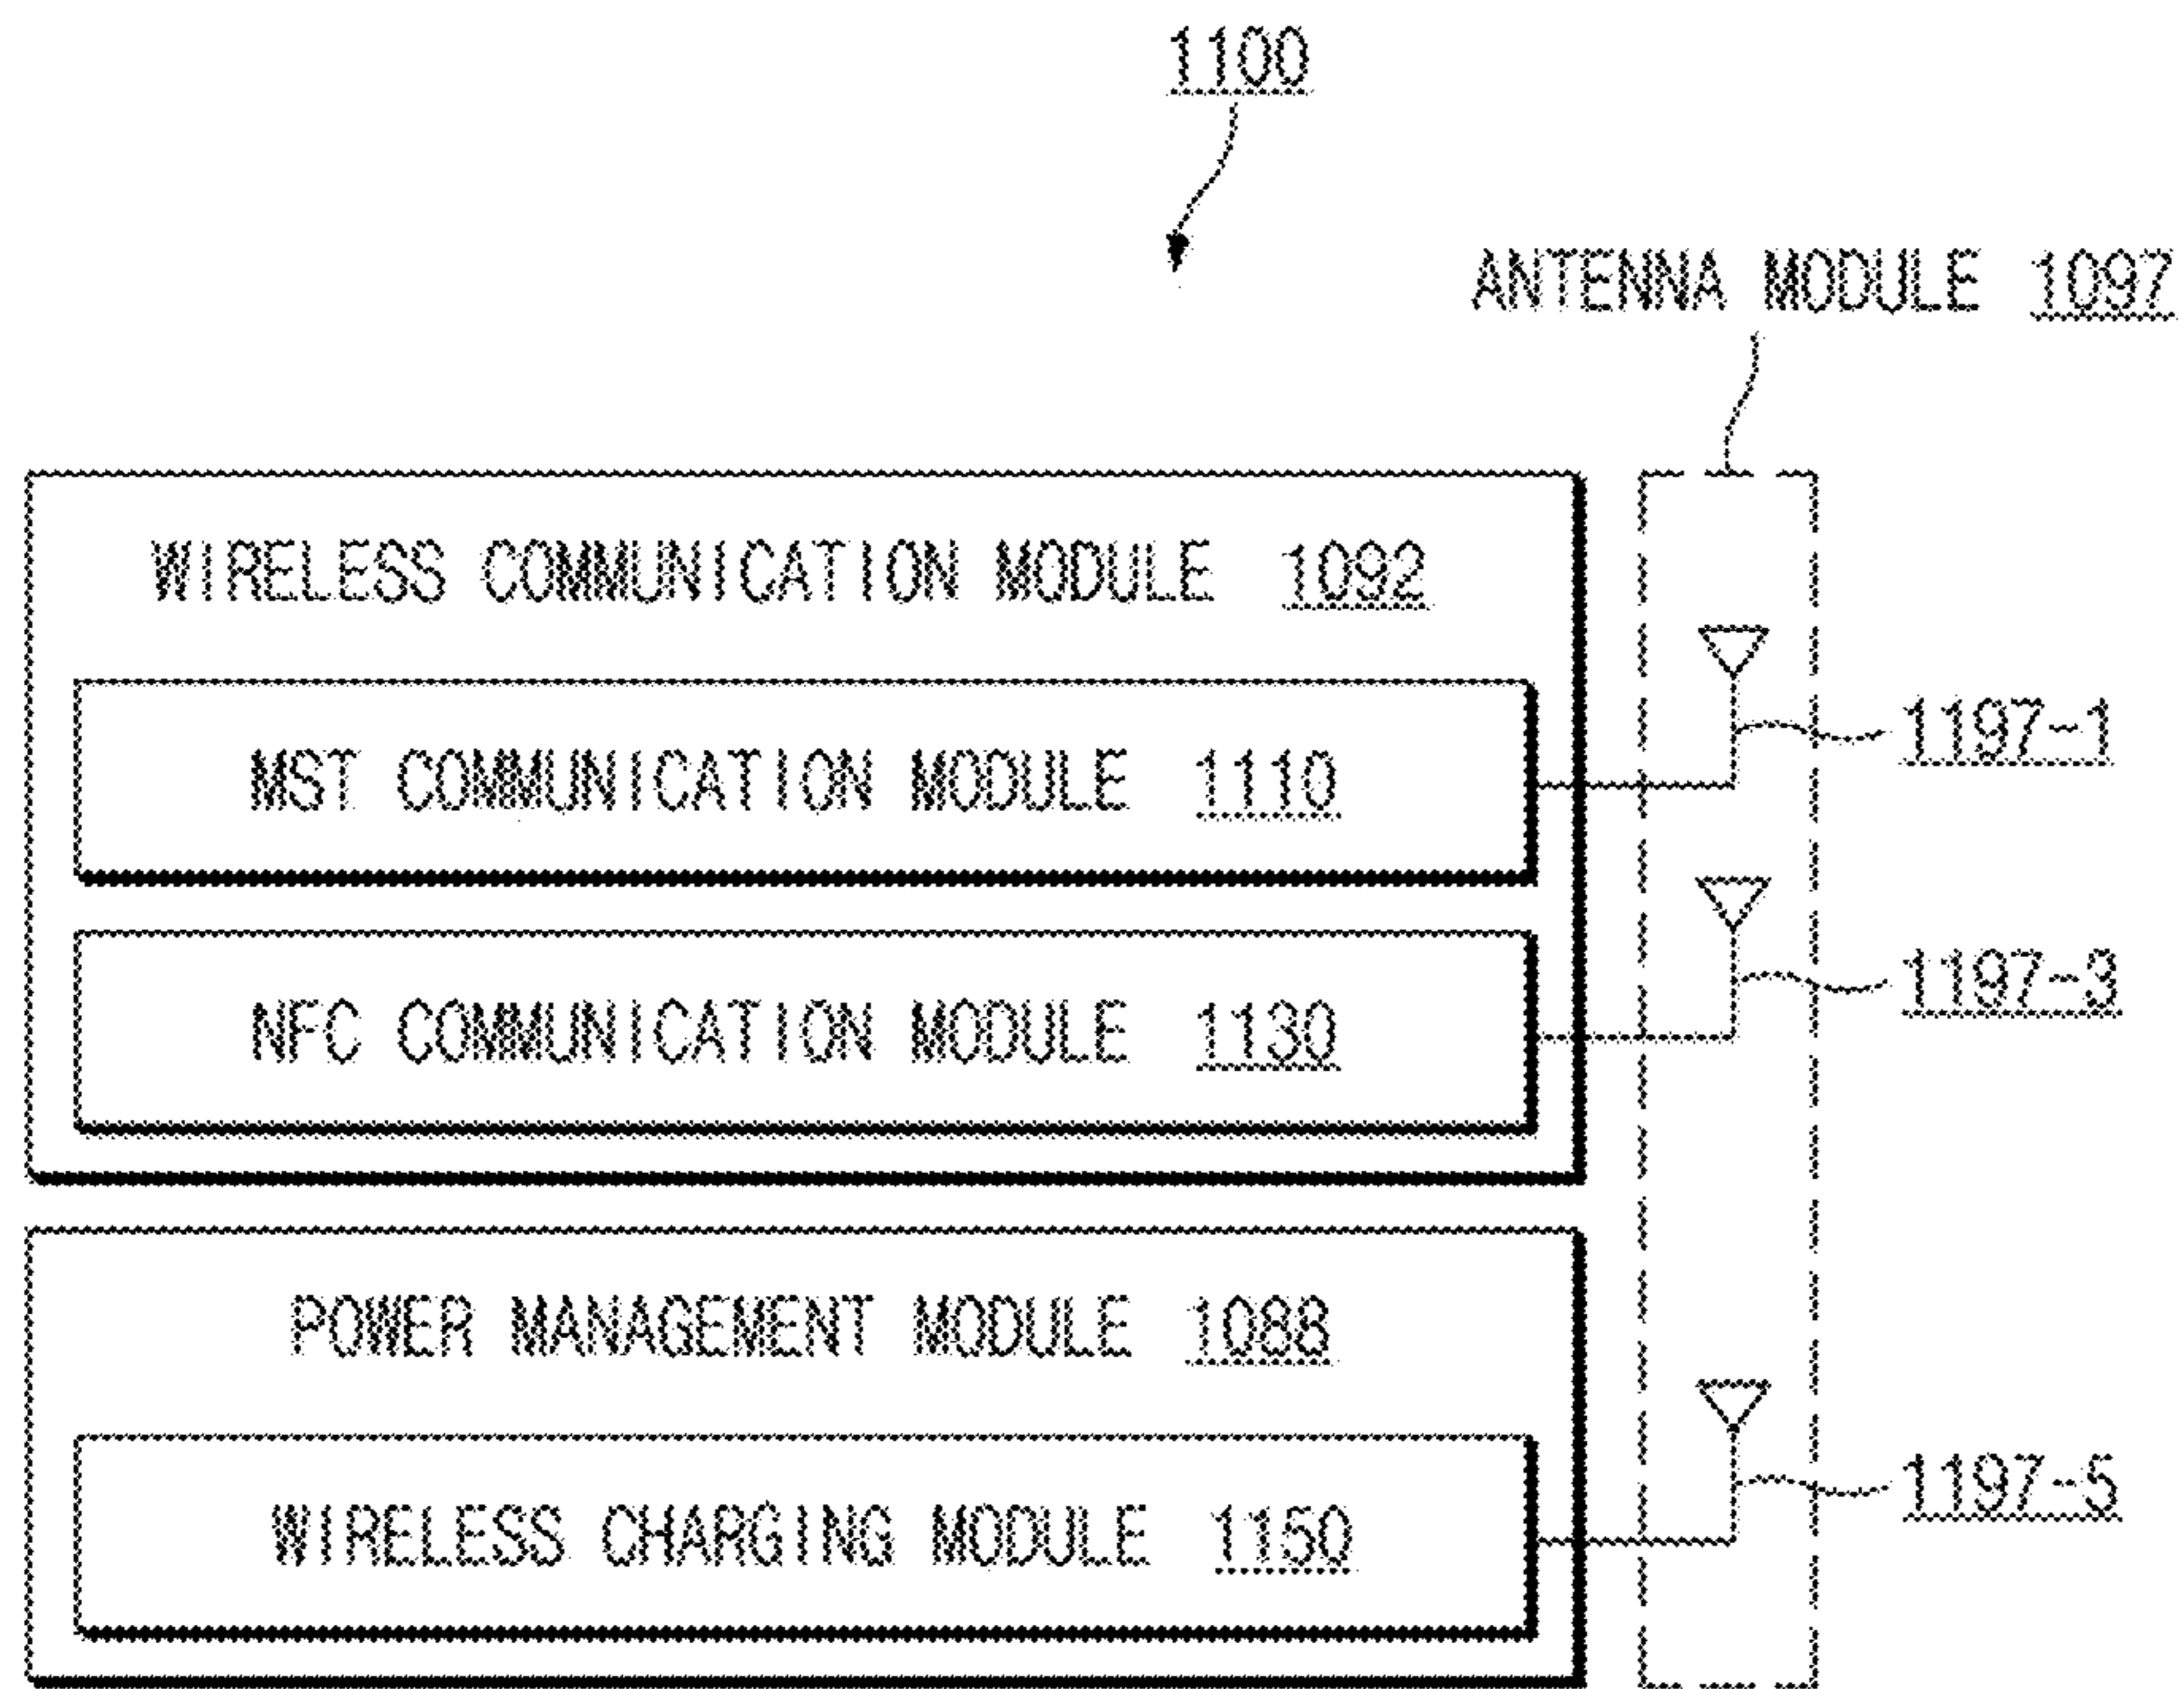 1100
ANTENNA MODULE 1097
WIRELESS COMMUNICATION MODULE 1092
MST COMMUNICATION MODULE 1110
1197-1
NFC COMMUNICATION MODULE 1130
1197-3
POWER MANAGEMENT MODULE 1088
WIRELESS CHARGING MODULE 1150
1197-5